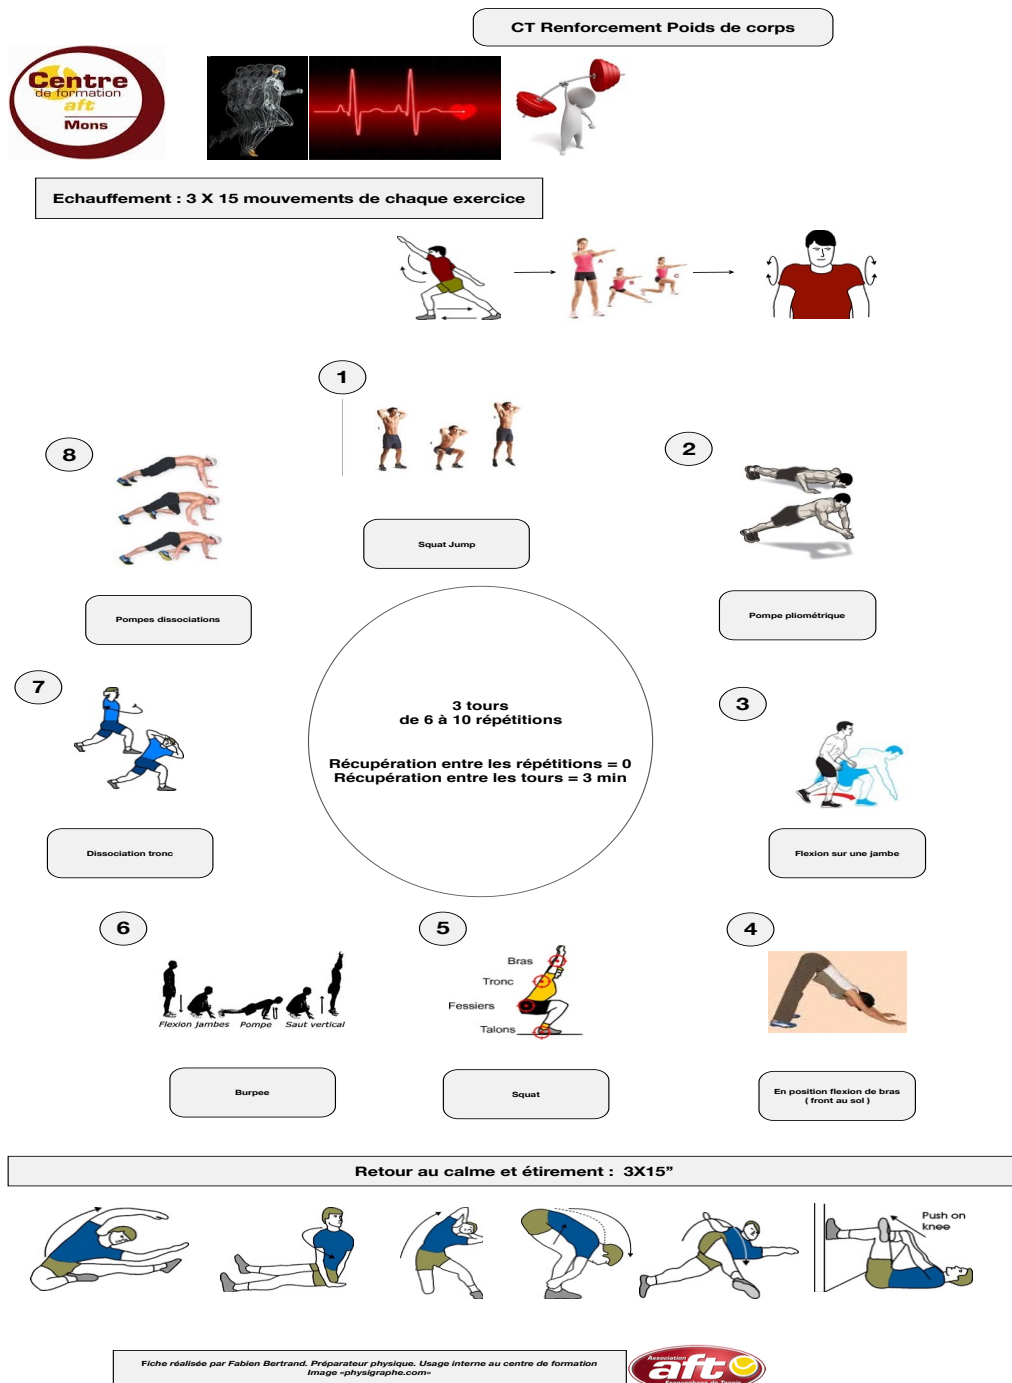 CT Renforcement Poids de corps
Centre
de formation
aft
Mons
Echauffement : 3 X 15 mouvements de chaque exercice
A
B
C
1
Squat Jump
2
Pompe pliométrique
3
Flexion sur une jambe
4
En position flexion de bras
( front au sol )
5
Bras
Tronc
Fessiers
Talons
Squat
6
Flexion jambes Pompe Saut vertical
Burpee
7
Dissociation tronc
8
Pompes dissociations
3 tours
de 6 à 10 répétitions
Récupération entre les répétitions = 0
Récupération entre les tours = 3 min
Retour au calme et étirement : 3X15”
Push on
knee
Fiche réalisée par Fabien Bertrand. Préparateur physique. Usage interne au centre de formation
Image «physigraphe.com»
Association
aft